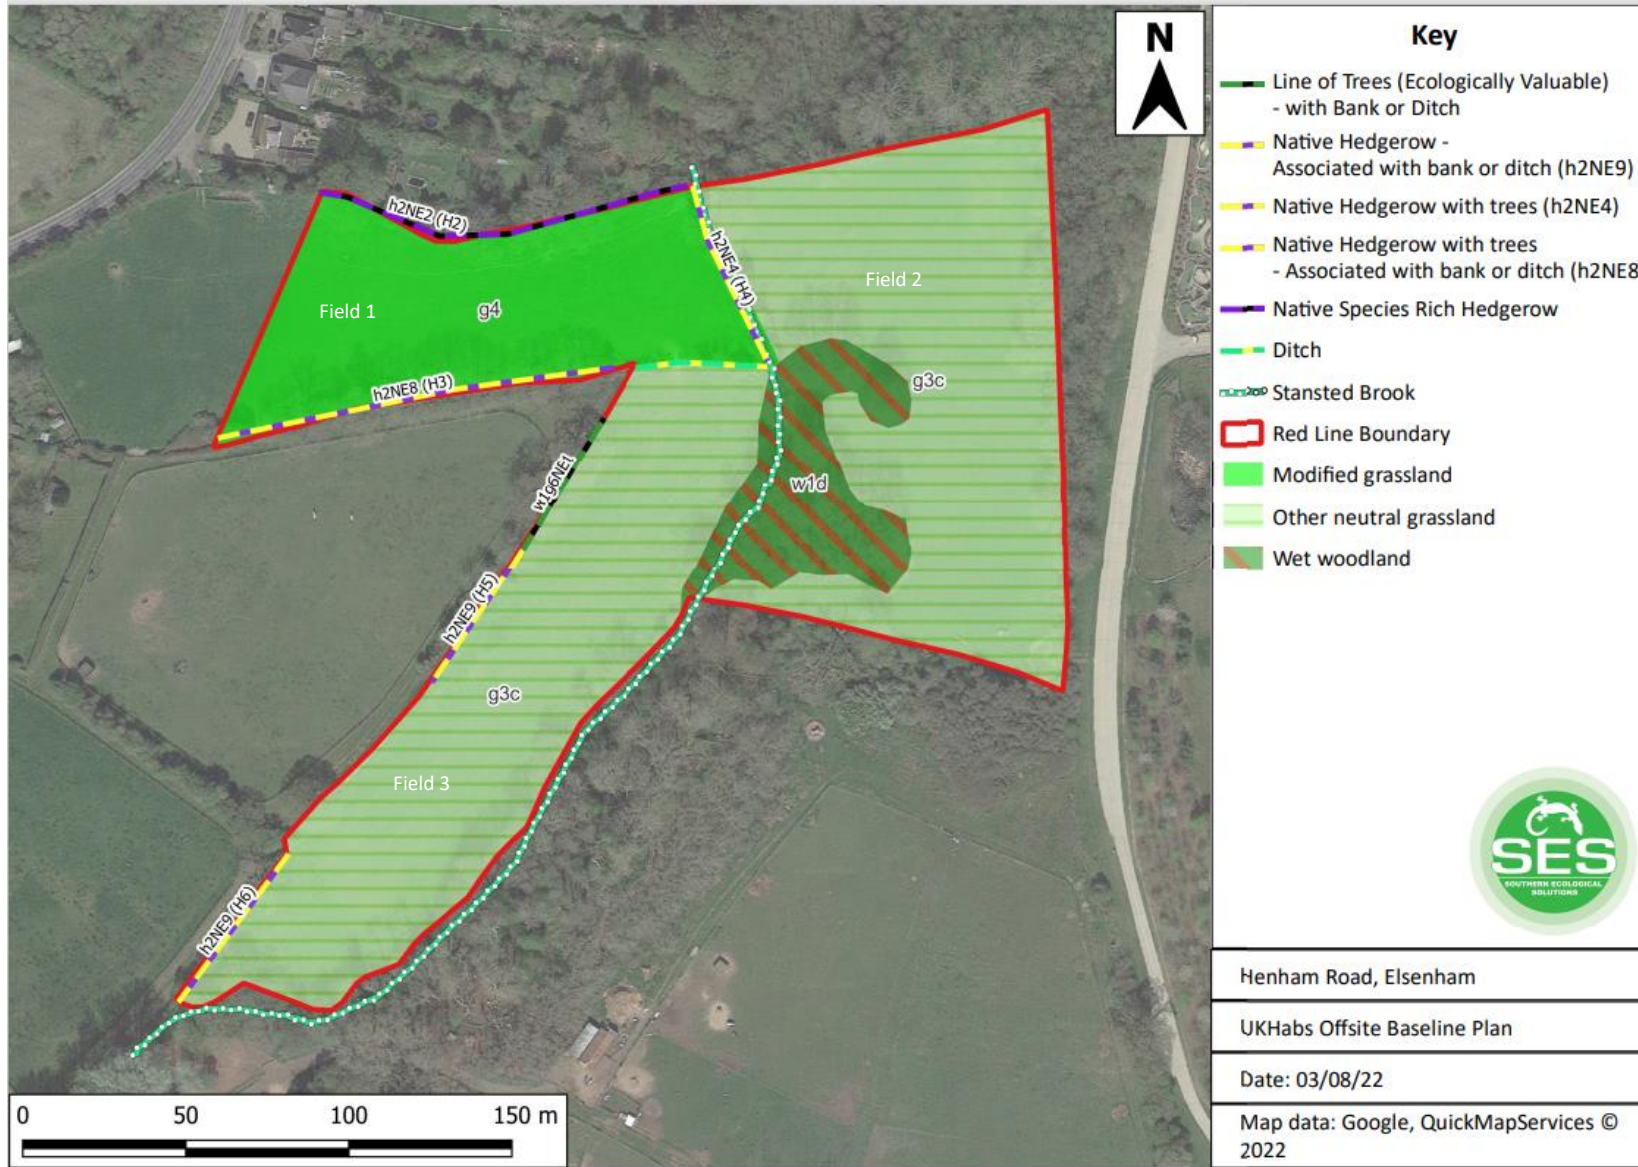 N
Key
Line of Trees (Ecologically Valuable)
- with Bank or Ditch
Native Hedgerow -
Associated with bank or ditch (h2NE9)
Native Hedgerow with trees (h2NE4)
Native Hedgerow with trees
- Associated with bank or ditch (h2NE8
Native Species Rich Hedgerow
Ditch
Stansted Brook
Red Line Boundary
Modified grassland
Other neutral grassland
Wet woodland
h2NE2 (H2)
h2NE4 (H4)
Field 1
g4
Field 2
h2NE8 (H3)
g3c
w1g6NE1
w1d
h2NE9 (H5)
g3c
Field 3
h2NE9 (H6)
SES
SOUTHERN ECOLOGICAL
SOLUTIONS
Henham Road, Elsenham
UKHabs Offsite Baseline Plan
Date: 03/08/22
Map data: Google, QuickMapServices ©
2022
0 50 100 150 m